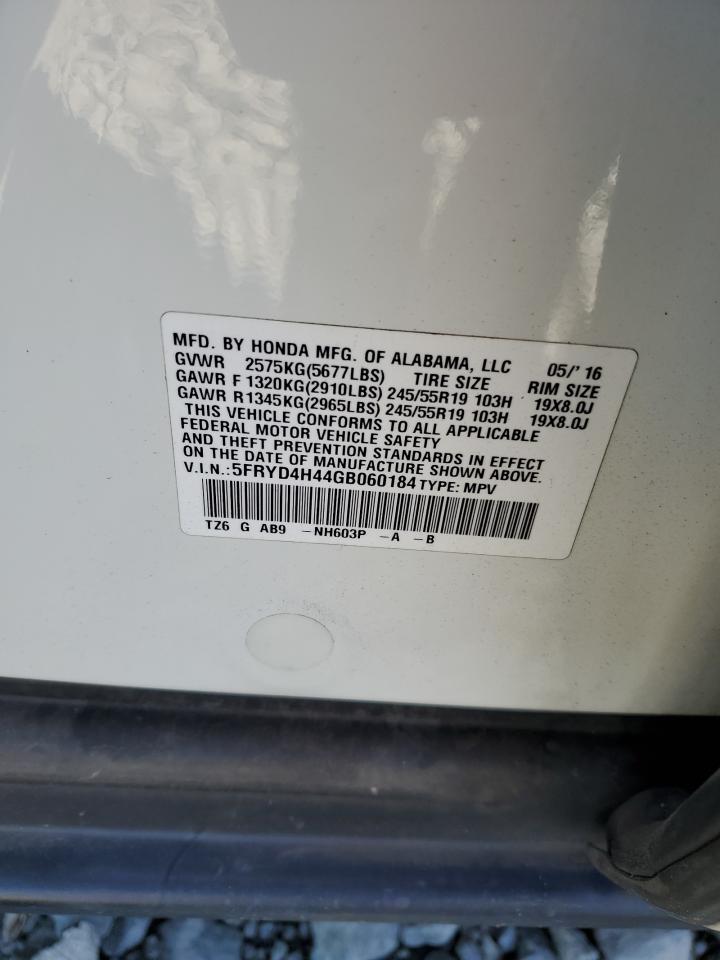 MFD. BY HONDA MFG. OF ALABAMA, LLC 05/'16
GVWR 2575KG(5677LBS) TIRE SIZE RIM SIZE
GAWR F 1320KG(2910LBS) 245/55R19 103H 19X8.0J
GAWR R 1345KG(2965LBS) 245/55R19 103H 19X8.0J
THIS VEHICLE CONFORMS TO ALL APPLICABLE
FEDERAL MOTOR VEHICLE SAFETY
AND THEFT PREVENTION STANDARDS IN EFFECT
ON THE DATE OF MANUFACTURE SHOWN ABOVE.
V.I.N.:5FRYD4H44GB060184 TYPE: MPV
TZ6 G AB9 -NH603P -A -B